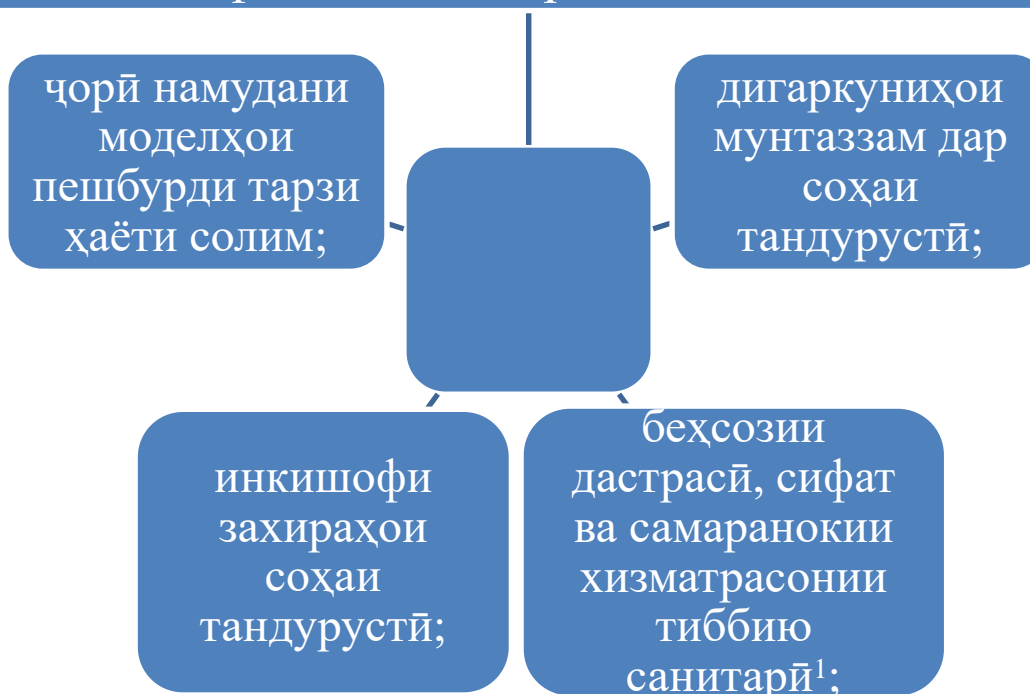 ҷорӣ намудани
моделҳои
пешбурди тарзи
ҳаёти солим;
дигаркуниҳои
мунтаззам дар
соҳаи
тандурустӣ;
инкишофи
захираҳои
соҳаи
тандурустӣ;
беҳсозии
дастрасӣ, сифат
ва самаранокии
хизматрасонии
тиббию
санитарӣ¹;